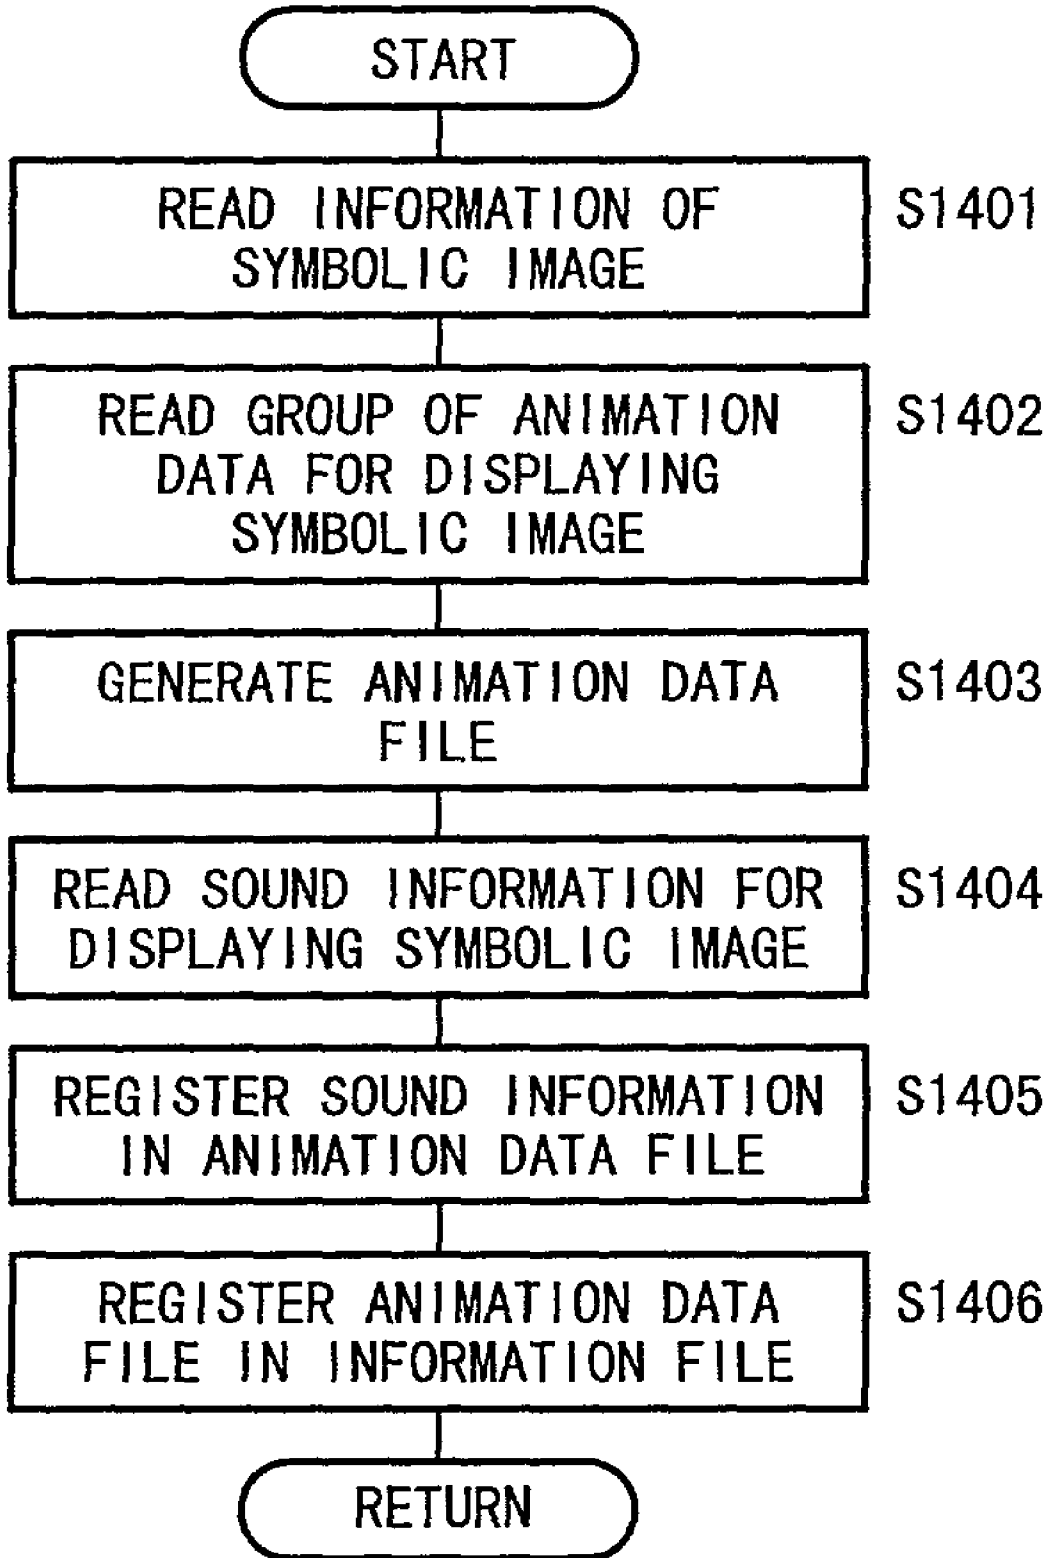 START
READ INFORMATION OF
SYMBOLIC IMAGE
S1401
READ GROUP OF ANIMATION
DATA FOR DISPLAYING
SYMBOLIC IMAGE
S1402
GENERATE ANIMATION DATA
FILE
S1403
READ SOUND INFORMATION FOR
DISPLAYING SYMBOLIC IMAGE
S1404
REGISTER SOUND INFORMATION
IN ANIMATION DATA FILE
S1405
REGISTER ANIMATION DATA
FILE IN INFORMATION FILE
S1406
RETURN